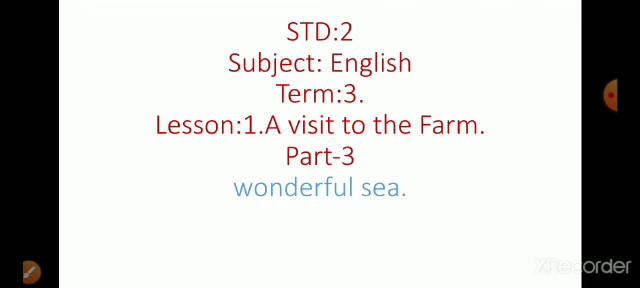 STD:2
Subject: English
Term:3.
Lesson:1.A visit to the Farm.
Part-3
wonderful sea.
XRecorder